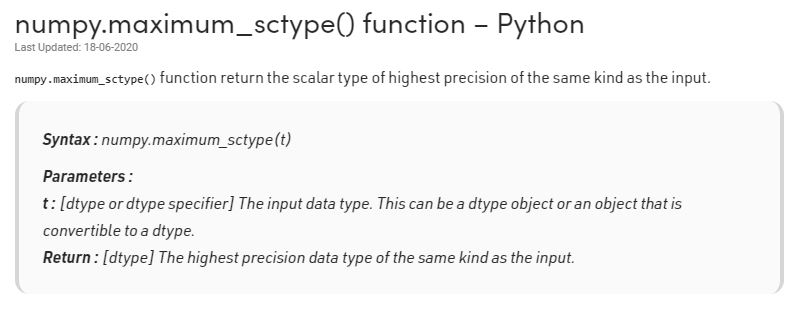 numpy.maximum_sctype() function – Python
Last Updated: 18-06-2020
numpy.maximum_sctype() function return the scalar type of highest precision of the same kind as the input.
Syntax : numpy.maximum_sctype(t)
Parameters :
t : [dtype or dtype specifier] The input data type. This can be a dtype object or an object that is
convertible to a dtype.
Return : [dtype] The highest precision data type of the same kind as the input.